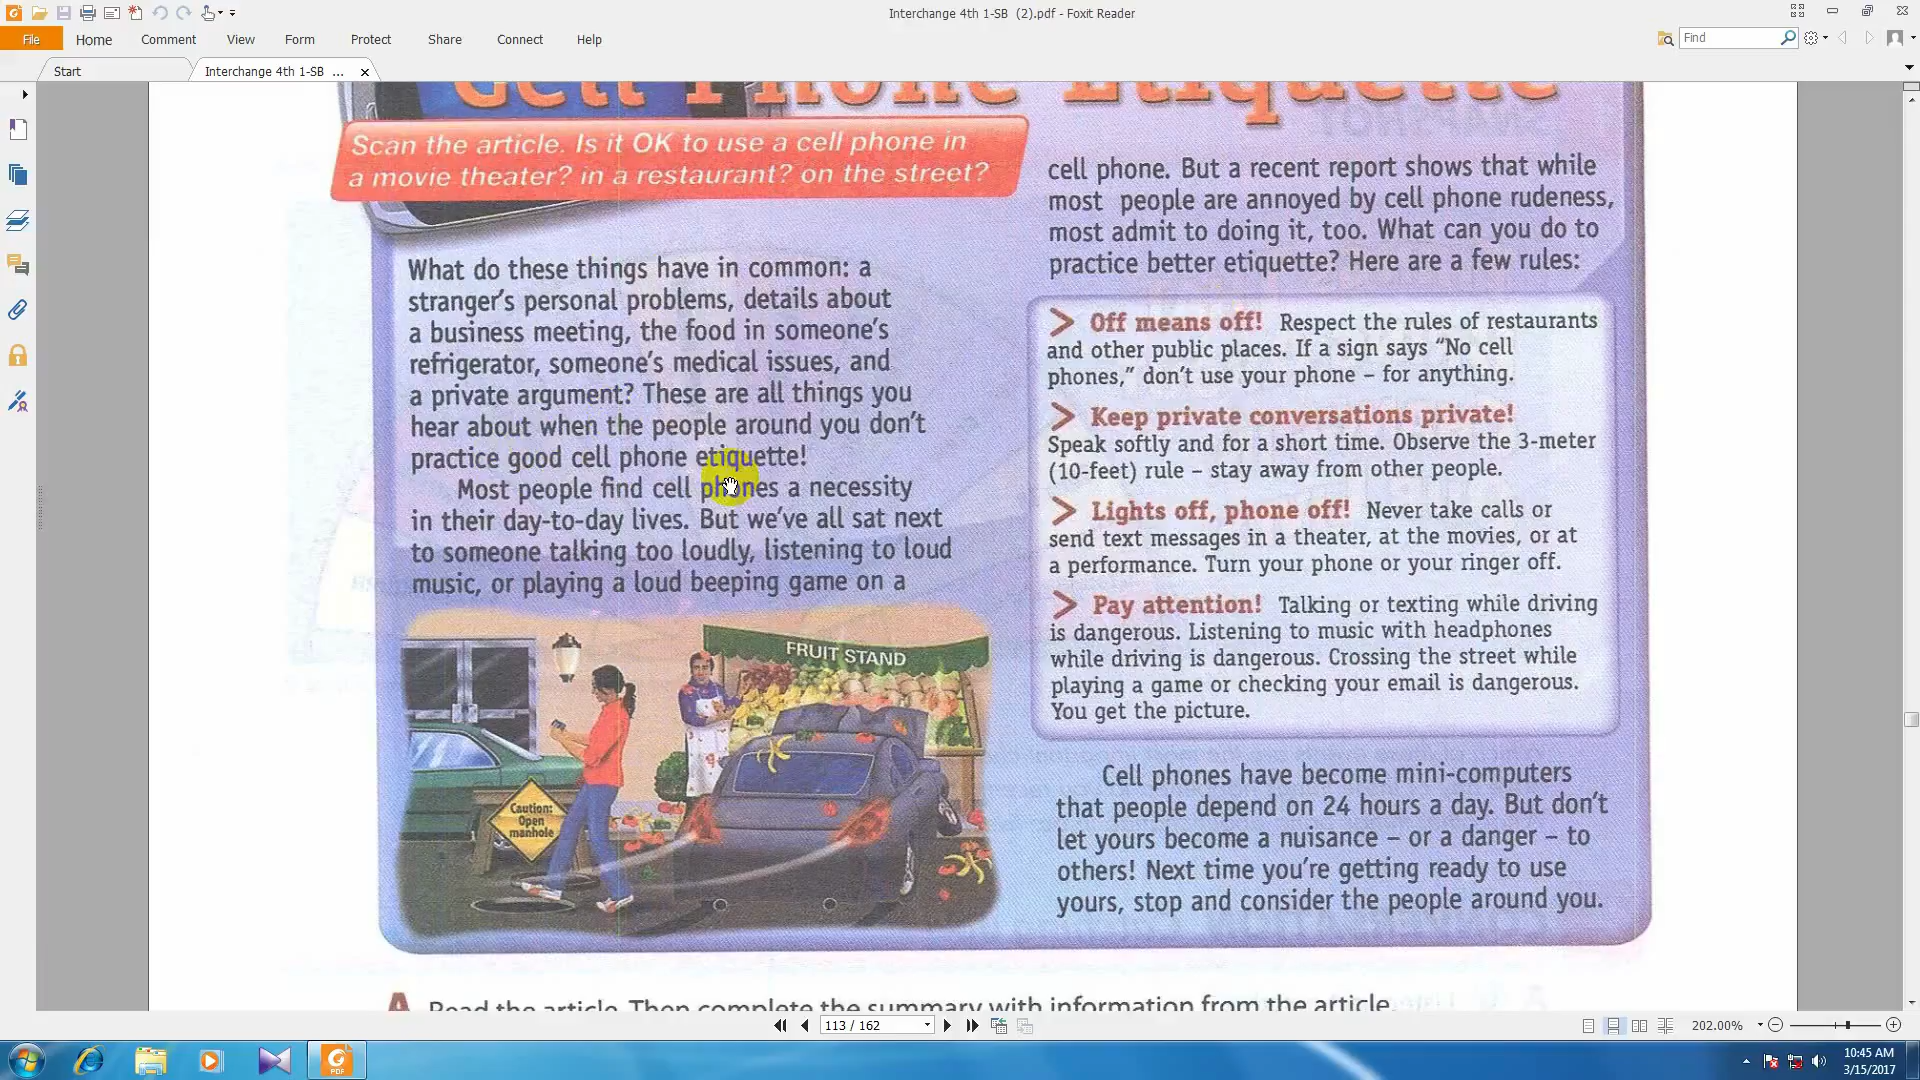 Interchange 4th 1-SB (2).pdf - Foxit Reader
File Home Comment View Form Protect Share Connect Help
Find
Start
Interchange 4th 1-SB ...
Cell Phone Etiquette
Scan the article. Is it OK to use a cell phone in
a movie theater? in a restaurant? on the street?
What do these things have in common: a
stranger's personal problems, details about
a business meeting, the food in someone's
refrigerator, someone's medical issues, and
a private argument? These are all things you
hear about when the people around you don't
practice good cell phone etiquette!
Most people find cell phones a necessity
in their day-to-day lives. But we've all sat next
to someone talking too loudly, listening to loud
music, or playing a loud beeping game on a
FRUIT STAND
Caution:
Open
manhole
cell phone. But a recent report shows that while
most people are annoyed by cell phone rudeness,
most admit to doing it, too. What can you do to
practice better etiquette? Here are a few rules:
> Off means off! Respect the rules of restaurants
and other public places. If a sign says "No cell
phones," don't use your phone – for anything.
> Keep private conversations private!
Speak softly and for a short time. Observe the 3-meter
(10-feet) rule – stay away from other people.
> Lights off, phone off! Never take calls or
send text messages in a theater, at the movies, or at
a performance. Turn your phone or your ringer off.
> Pay attention! Talking or texting while driving
is dangerous. Listening to music with headphones
while driving is dangerous. Crossing the street while
playing a game or checking your email is dangerous.
You get the picture.
Cell phones have become mini-computers
that people depend on 24 hours a day. But don't
let yours become a nuisance – or a danger – to
others! Next time you're getting ready to use
yours, stop and consider the people around you.
A Read the article. Then complete the summary with information from the article.
113 / 162
202.00%
PDF
10:45 AM
3/15/2017